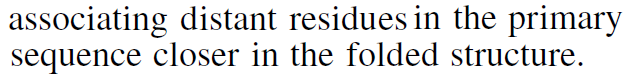 associating distant residues in the primary
sequence closer in the folded structure.